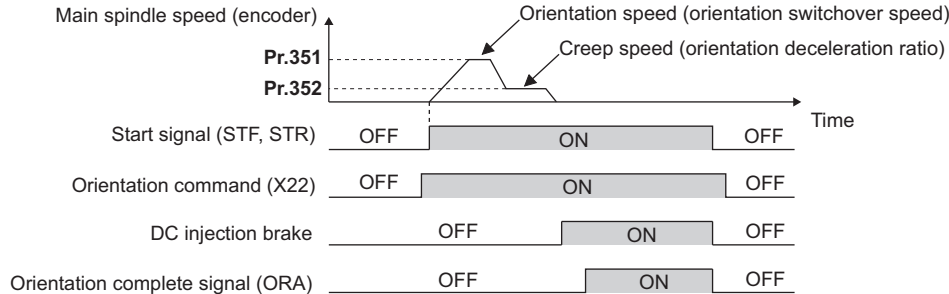 Main spindle speed (encoder)
Orientation speed (orientation switchover speed)
Creep speed (orientation deceleration ratio)
Pr.351
Pr.352
Time
Start signal (STF, STR) OFF ON OFF
Orientation command (X22) OFF ON OFF
DC injection brake OFF ON OFF
Orientation complete signal (ORA) OFF ON OFF